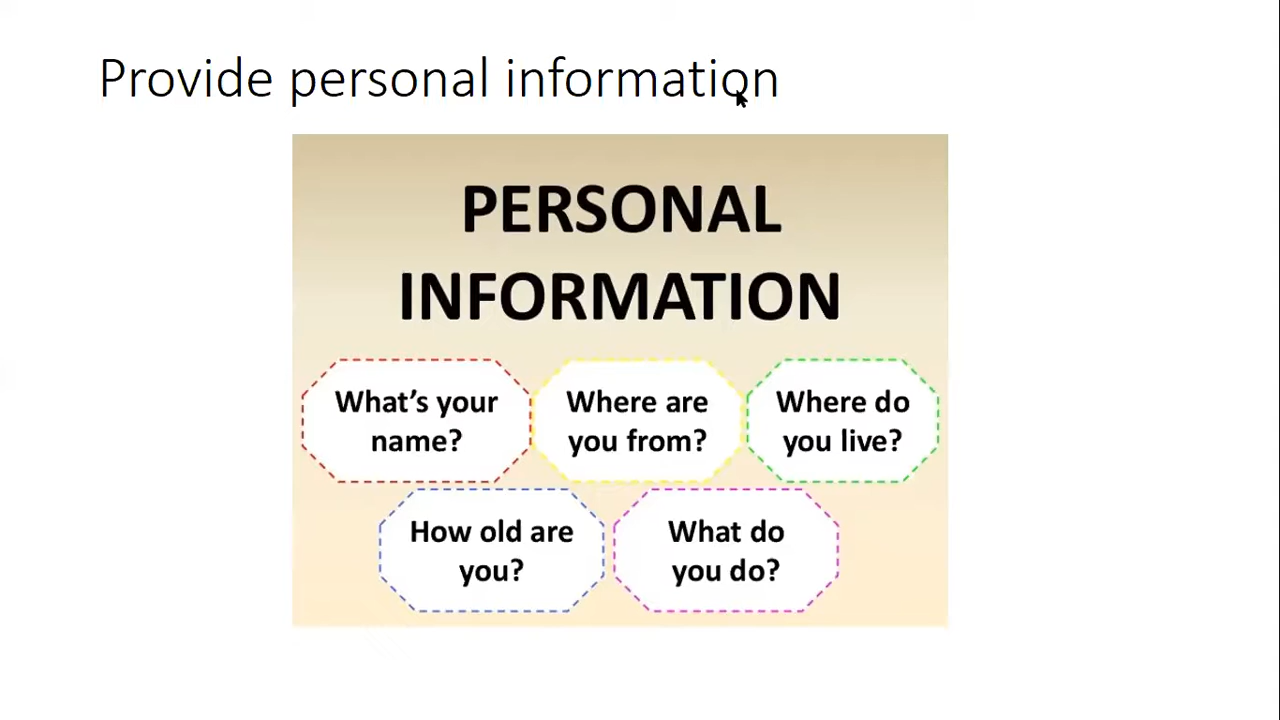 Provide personal information
PERSONAL
INFORMATION
What's your
name?
Where are
you from?
Where do
you live?
How old are
you?
What do
you do?